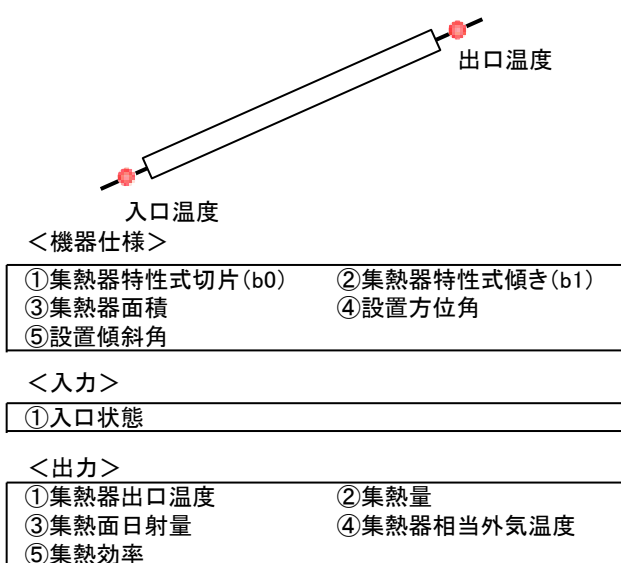 出口温度
入口温度
<機器仕様>
①集熱器特性式切片(b0) ②集熱器特性式傾き(b1)
③集熱器面積 ④設置方位角
⑤設置傾斜角
<入力>
①入口状態
<出力>
①集熱器出口温度 ②集熱量
③集熱面日射量 ④集熱器相当外気温度
⑤集熱効率